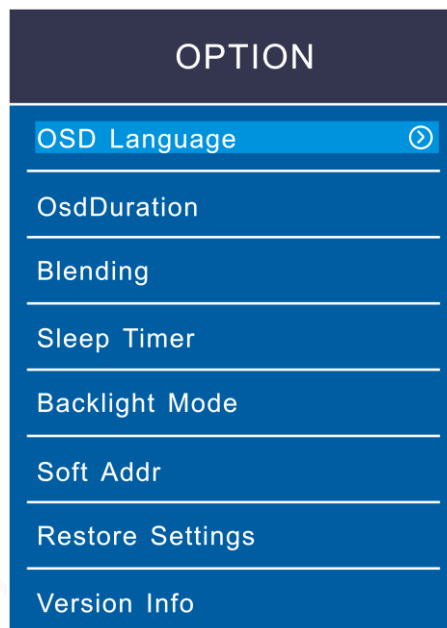 OPTION
OSD Language
OsdDuration
Blending
Sleep Timer
Backlight Mode
Soft Addr
Restore Settings
Version Info